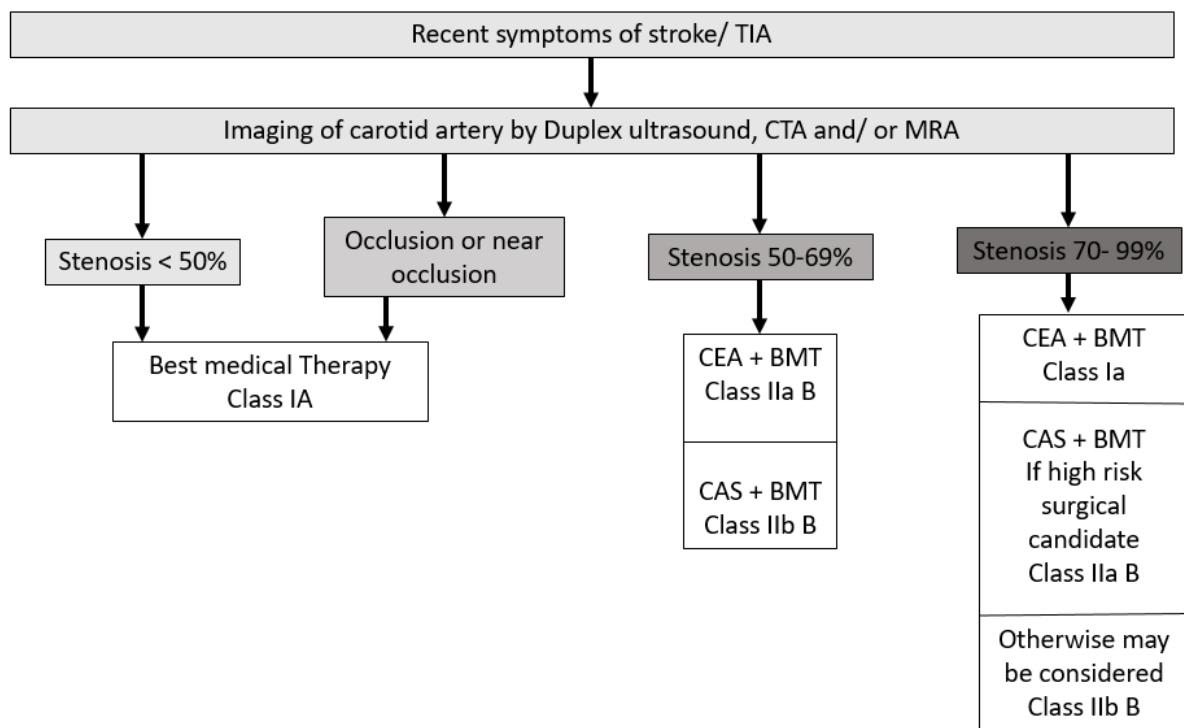 Recent symptoms of stroke/ TIA
Imaging of carotid artery by Duplex ultrasound, CTA and/ or MRA
Stenosis < 50%
Occlusion or near
occlusion
Stenosis 50-69%
Stenosis 70- 99%
Best medical Therapy
Class IA
CEA + BMT
Class IIa B
CAS + BMT
Class IIb B
CEA + BMT
Class Ia
CAS + BMT
If high risk
surgical
candidate
Class IIa B
Otherwise may
be considered
Class IIb B